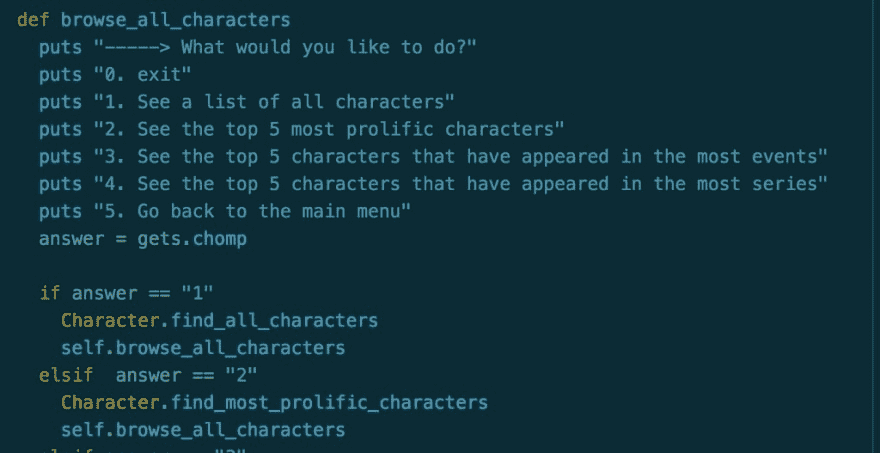 def browse_all_characters
  puts "-----> What would you like to do?"
  puts "0. exit"
  puts "1. See a list of all characters"
  puts "2. See the top 5 most prolific characters"
  puts "3. See the top 5 characters that have appeared in the most events"
  puts "4. See the top 5 characters that have appeared in the most series"
  puts "5. Go back to the main menu"
  answer = gets.chomp

  if answer == "1"
    Character.find_all_characters
    self.browse_all_characters
  elsif  answer == "2"
    Character.find_most_prolific_characters
    self.browse_all_characters